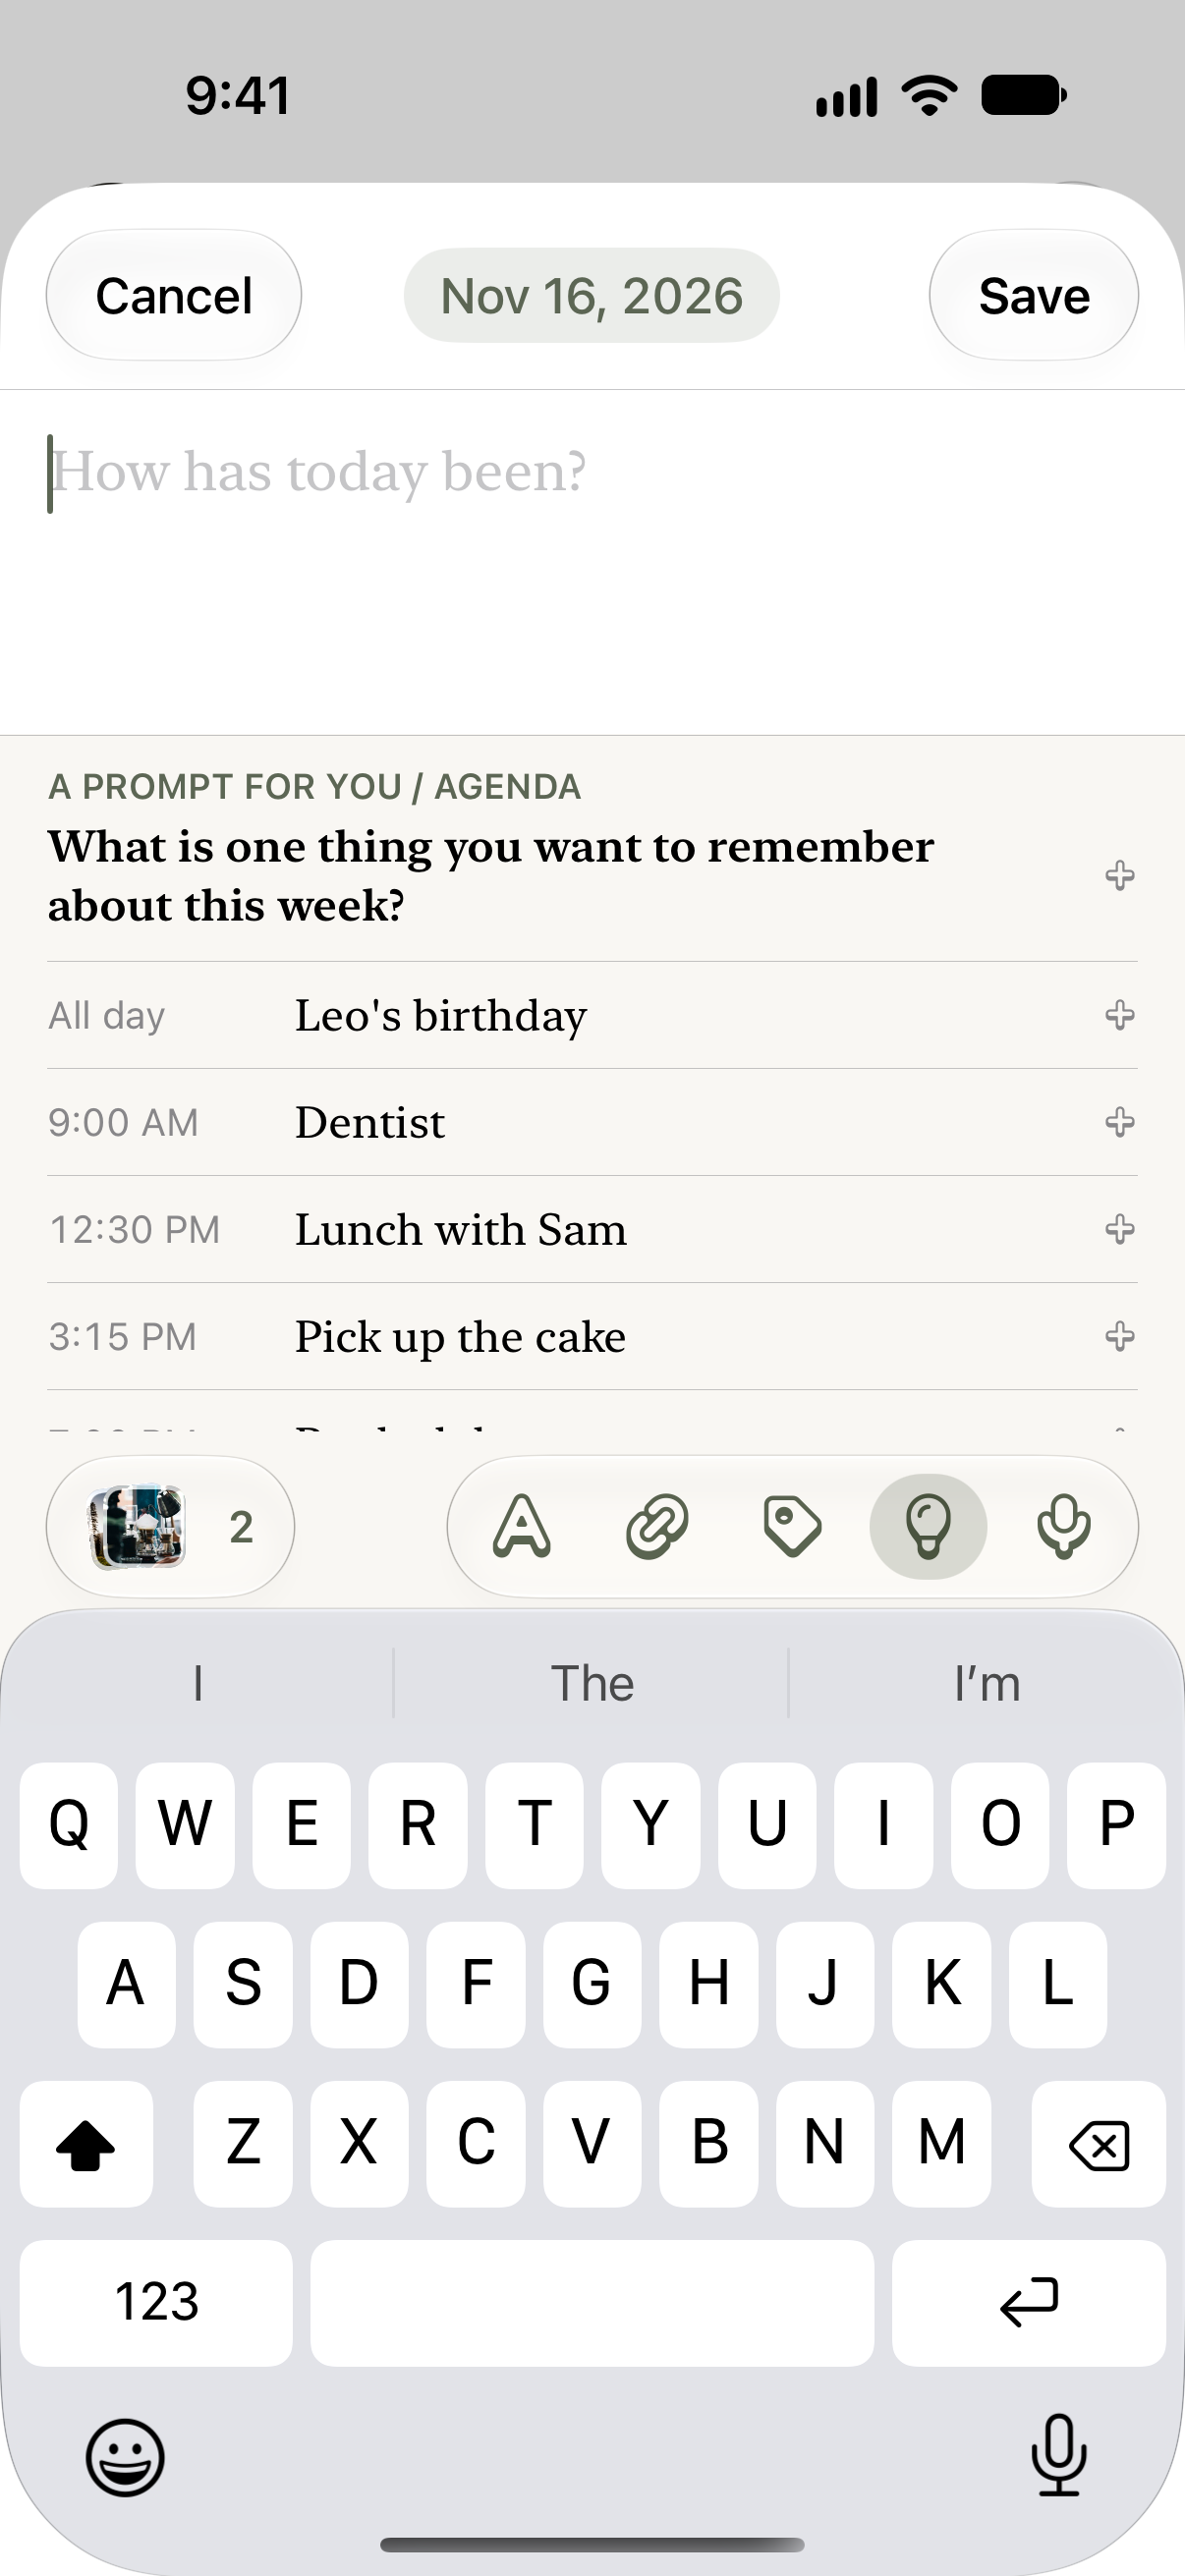 9:41
Cancel
Nov 16, 2026
Save
How has today been?
A PROMPT FOR YOU / AGENDA
What is one thing you want to remember
about this week?
All day Leo's birthday
9:00 AM Dentist
12:30 PM Lunch with Sam
3:15 PM Pick up the cake
2
I The I’m
Q W E R T Y U I O P
A S D F G H J K L
Z X C V B N M
123